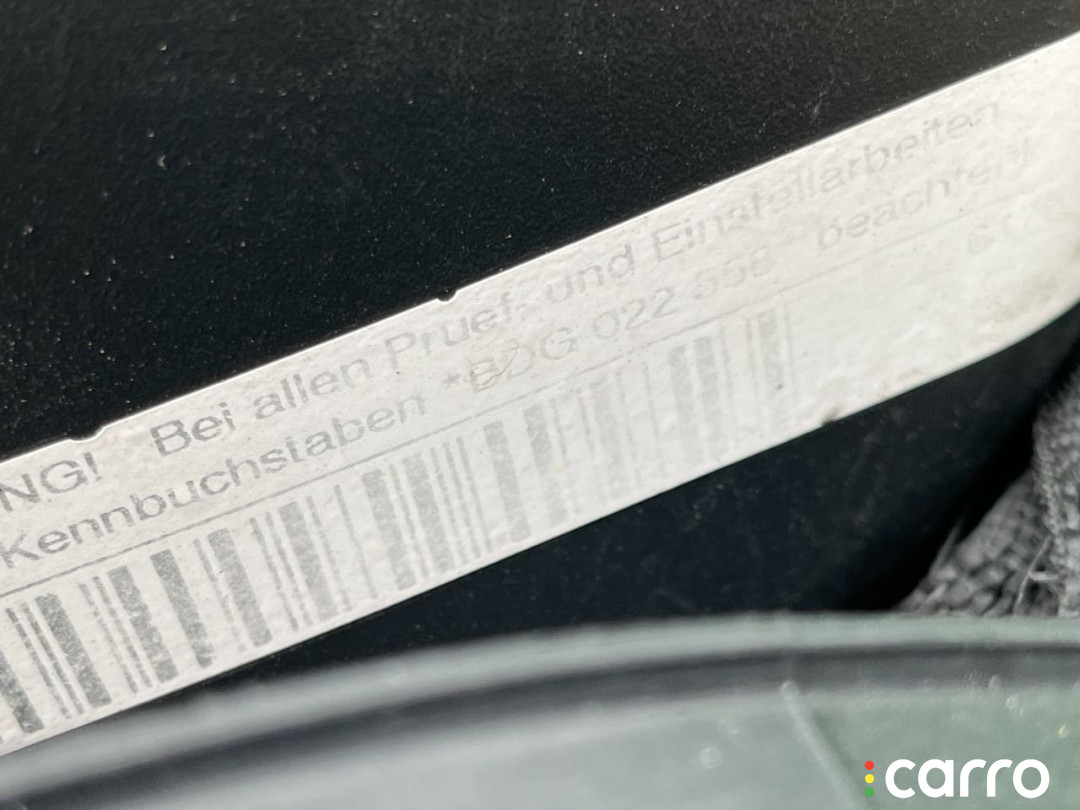 NG! Bei allen Pruef- und Einstellarbeiten
Kennbuchstaben *BDG 022 558* beachten!
carro